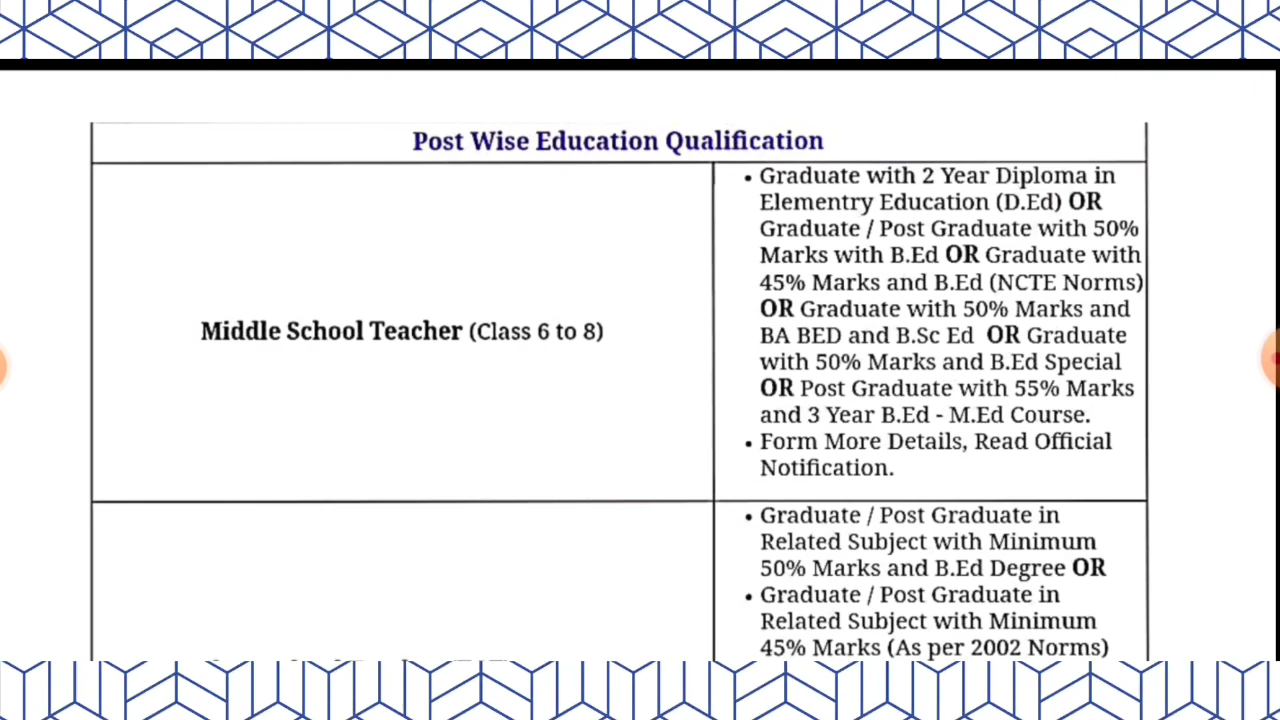 Post Wise Education Qualification
Middle School Teacher (Class 6 to 8)
• Graduate with 2 Year Diploma in
Elementry Education (D.Ed) OR
Graduate / Post Graduate with 50%
Marks with B.Ed OR Graduate with
45% Marks and B.Ed (NCTE Norms)
OR Graduate with 50% Marks and
BA BED and B.Sc Ed OR Graduate
with 50% Marks and B.Ed Special
OR Post Graduate with 55% Marks
and 3 Year B.Ed - M.Ed Course.
• Form More Details, Read Official
Notification.
• Graduate / Post Graduate in
Related Subject with Minimum
50% Marks and B.Ed Degree OR
• Graduate / Post Graduate in
Related Subject with Minimum
45% Marks (As per 2002 Norms)